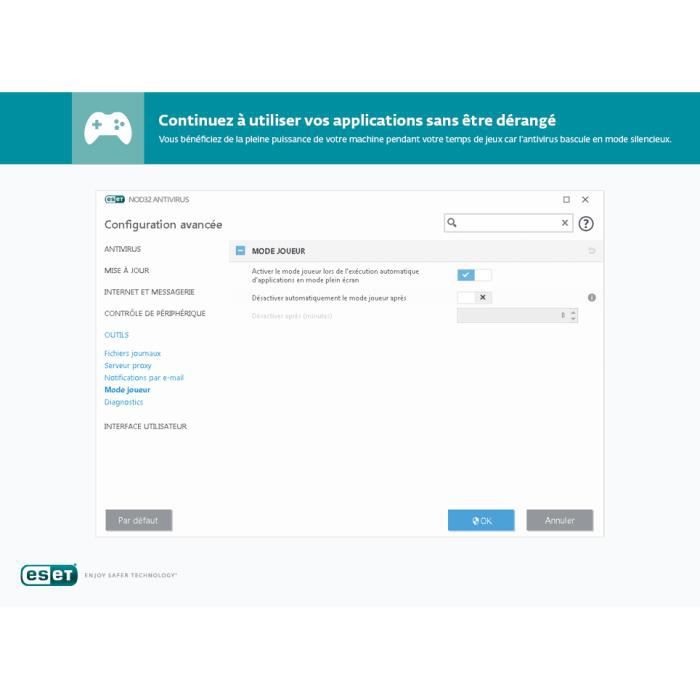 Continuez à utiliser vos applications sans être dérangé
Vous bénéficiez de la pleine puissance de votre machine pendant votre temps de jeux car l'antivirus bascule en mode silencieux.
eset NOD32 ANTIVIRUS
Configuration avancée
ANTIVIRUS
MISE À JOUR
INTERNET ET MESSAGERIE
CONTRÔLE DE PÉRIPHÉRIQUE
OUTILS
Fichiers journaux
Serveur proxy
Notifications par e-mail
Mode joueur
Diagnostics
INTERFACE UTILISATEUR
MODE JOUEUR
Activer le mode joueur lors de l'exécution automatique
d'applications en mode plein écran
Désactiver automatiquement le mode joueur après
Désactiver après (minutes)
Par défaut
OK
Annuler
eseT ENJOY SAFER TECHNOLOGY™